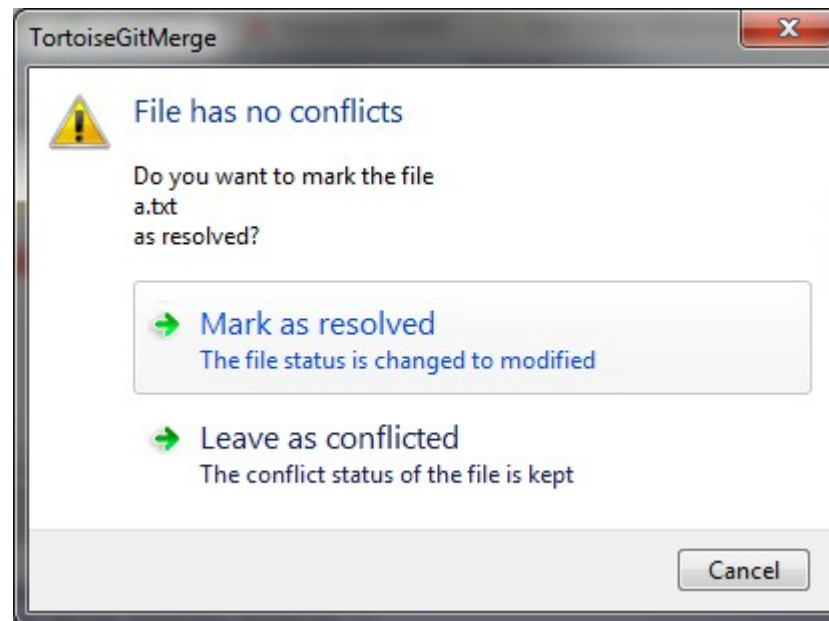 TortoiseGitMerge
File has no conflicts
Do you want to mark the file
a.txt
as resolved?
Mark as resolved
The file status is changed to modified
Leave as conflicted
The conflict status of the file is kept
Cancel